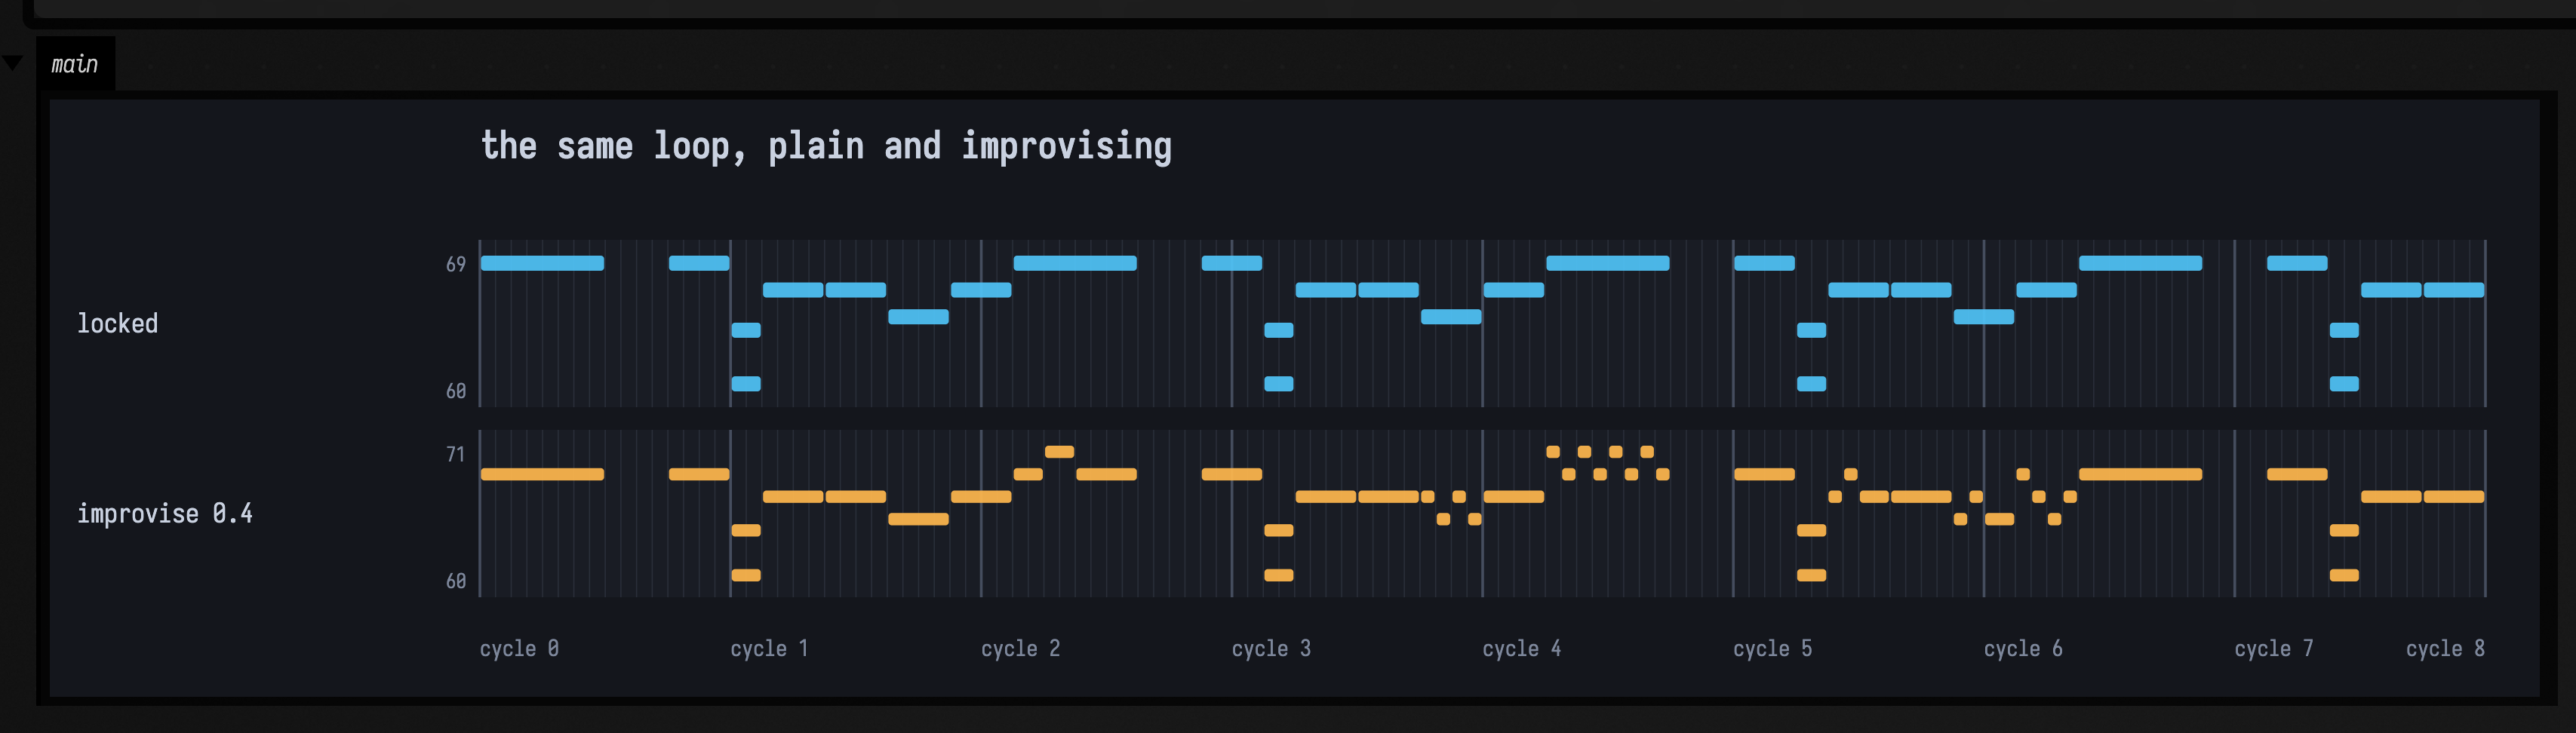 main
the same loop, plain and improvising
69
locked
60
71
improvise 0.4
60
cycle 0 cycle 1 cycle 2 cycle 3 cycle 4 cycle 5 cycle 6 cycle 7 cycle 8